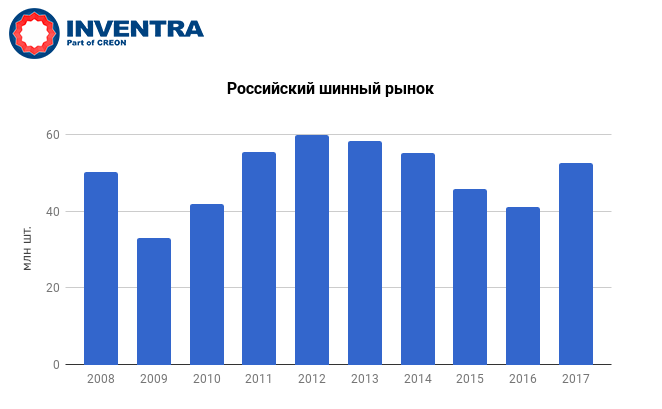 INVENTRA
Part of CREON
Российский шинный рынок
60
40
20
0
млн шт.
2008 2009 2010 2011 2012 2013 2014 2015 2016 2017